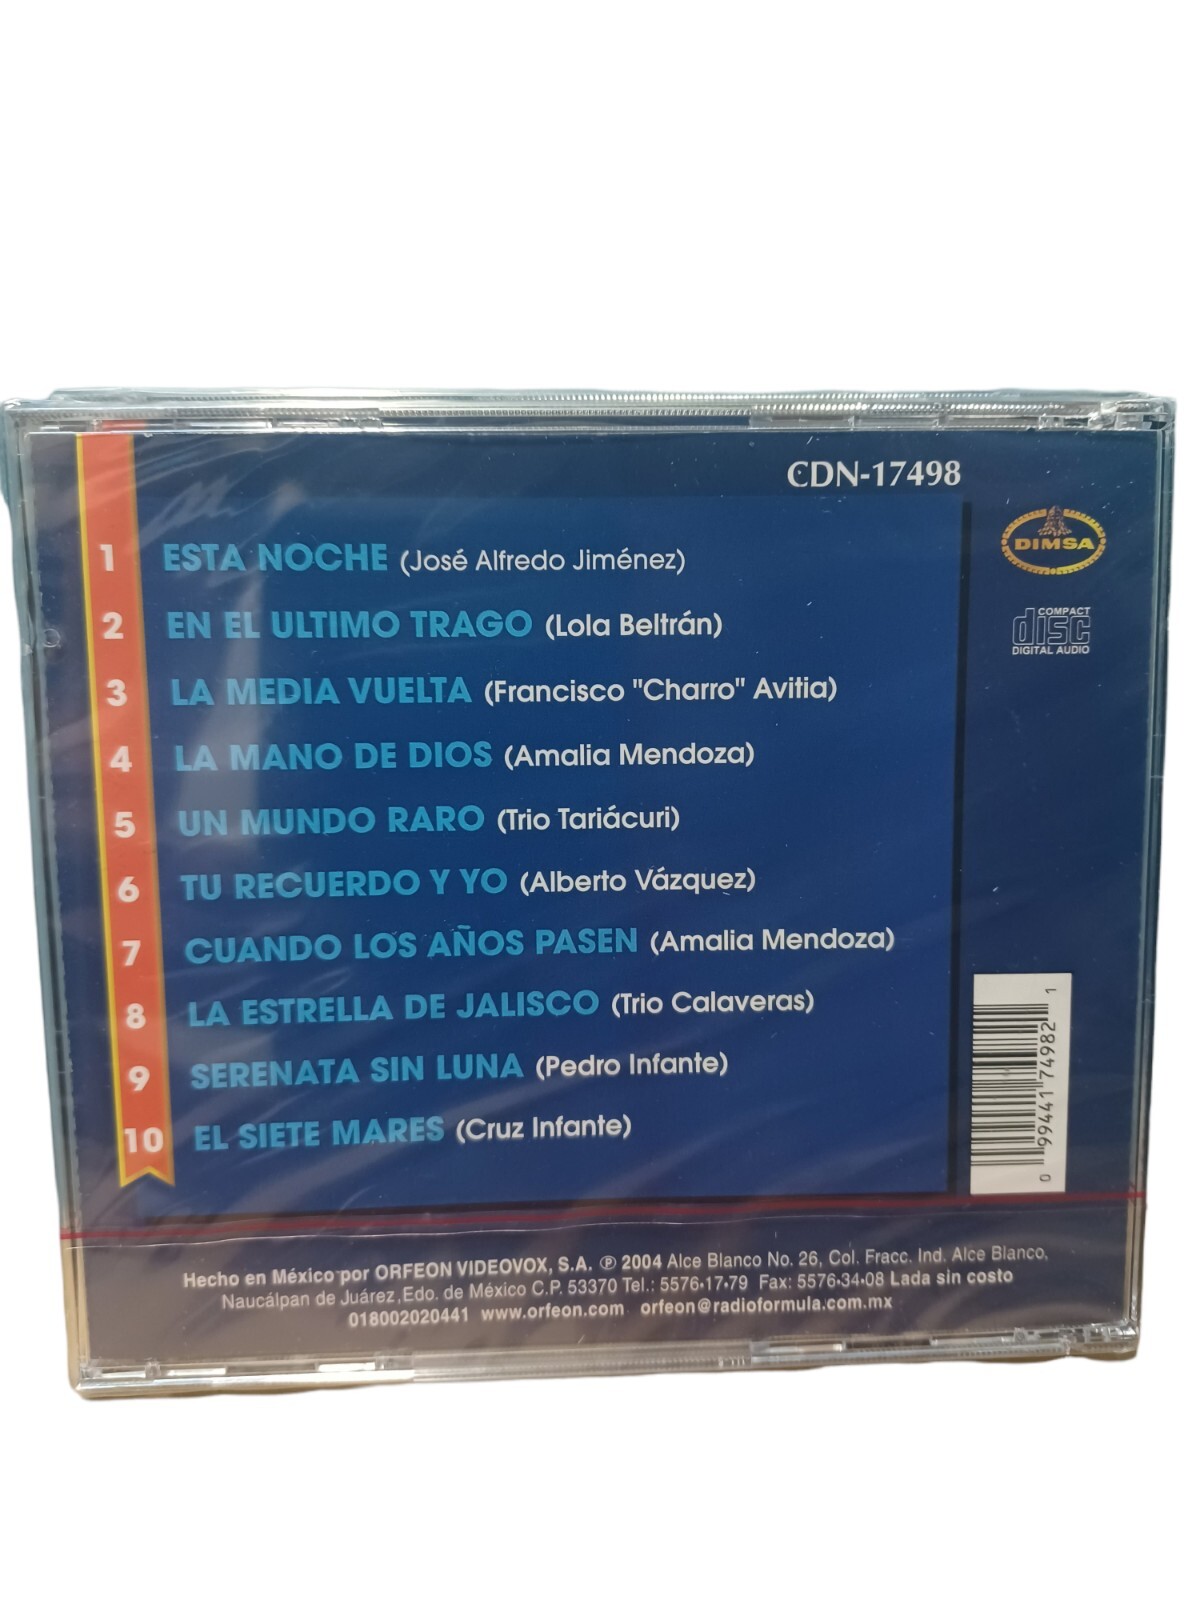 CDN-17498
DIMSA
COMPACT
disc
DIGITAL AUDIO
1 ESTA NOCHE (José Alfredo Jiménez)
2 EN EL ULTIMO TRAGO (Lola Beltrán)
3 LA MEDIA VUELTA (Francisco "Charro" Avitia)
4 LA MANO DE DIOS (Amalia Mendoza)
5 UN MUNDO RARO (Trio Tariácuri)
6 TU RECUERDO Y YO (Alberto Vázquez)
7 CUANDO LOS AÑOS PASEN (Amalia Mendoza)
8 LA ESTRELLA DE JALISCO (Trio Calaveras)
9 SERENATA SIN LUNA (Pedro Infante)
10 EL SIETE MARES (Cruz Infante)
0 99441 74982 1
Hecho en México por ORFEON VIDEOVOX, S.A. ℗ 2004 Alce Blanco No. 26, Col. Fracc. Ind. Alce Blanco,
Naucálpan de Juárez, Edo. de México C.P. 53370 Tel.: 5576•17•79 Fax: 5576•34•08 Lada sin costo
018002020441 www.orfeon.com orfeon@radioformula.com.mx